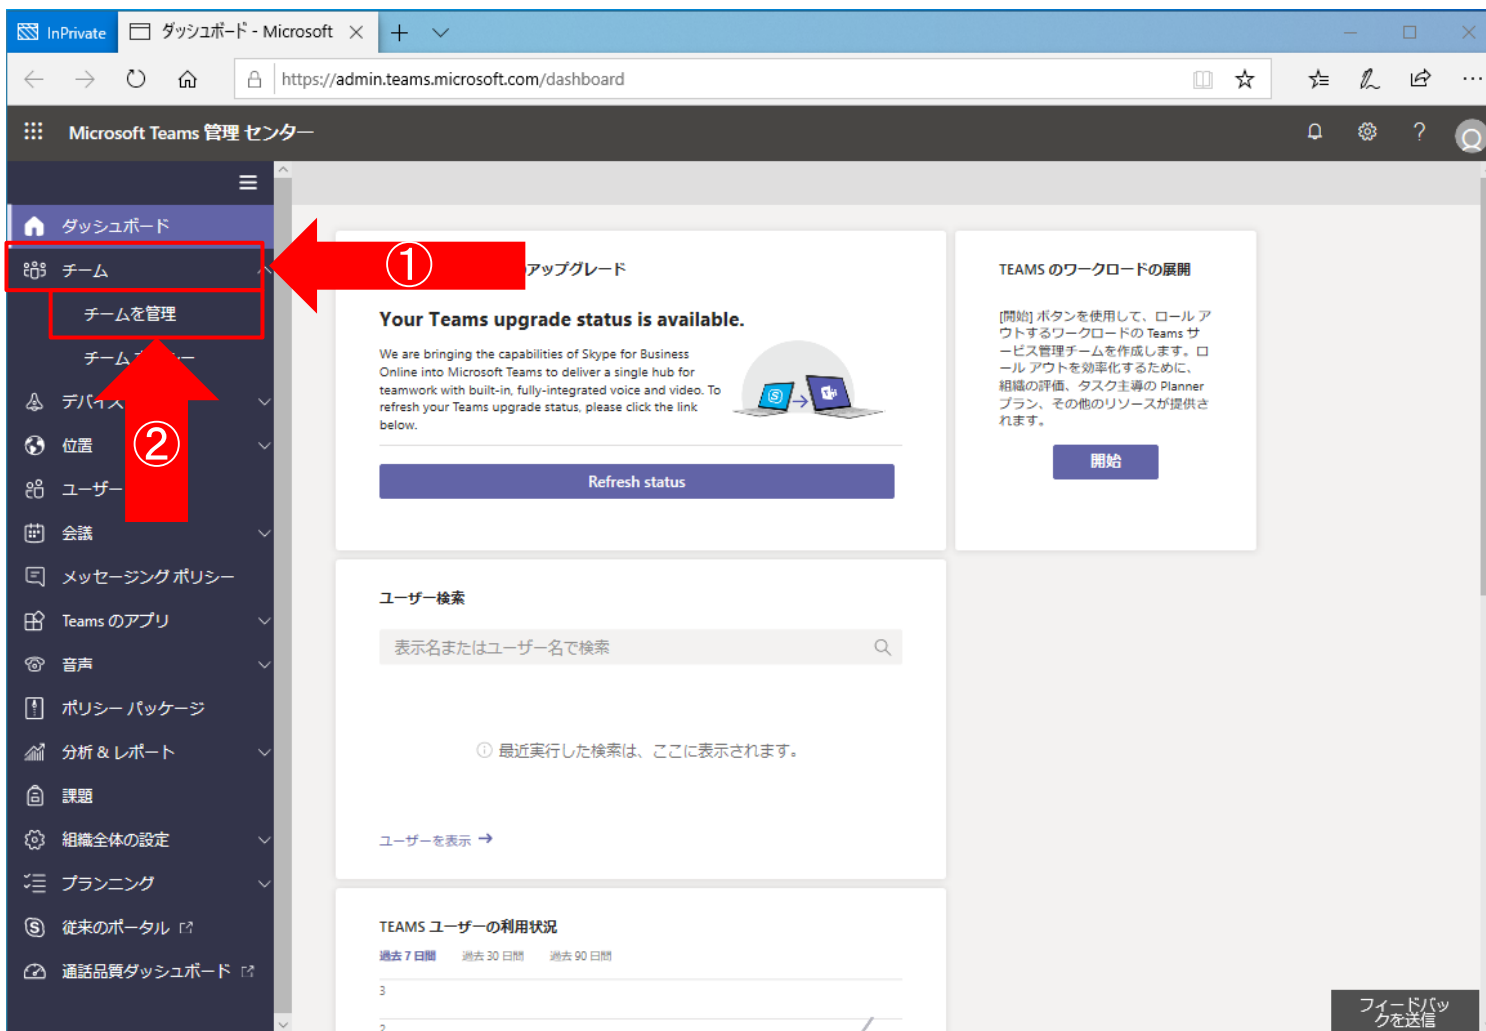 InPrivate
ダッシュボード - Microsoft
https://admin.teams.microsoft.com/dashboard
Microsoft Teams 管理 センター
?
ダッシュボード
チーム
チームを管理
チーム
デバイス
位置
ユーザー
会議
メッセージング ポリシー
Teams のアプリ
音声
ポリシー パッケージ
分析 & レポート
課題
組織全体の設定
プランニング
従来のポータル
通話品質ダッシュボード
①
②
アップグレード
Your Teams upgrade status is available.
We are bringing the capabilities of Skype for Business
Online into Microsoft Teams to deliver a single hub for
teamwork with built-in, fully-integrated voice and video. To
refresh your Teams upgrade status, please click the link
below.
Refresh status
TEAMS のワークロードの展開
[開始] ボタンを使用して、ロール ア
ウトするワークロードの Teams サ
ービス管理チームを作成します。ロ
ール アウトを効率化するために、
組織の評価、タスク主導の Planner
プラン、その他のリソースが提供さ
れます。
開始
ユーザー検索
表示名またはユーザー名で検索
最近実行した検索は、ここに表示されます。
ユーザーを表示
TEAMS ユーザーの利用状況
過去 7 日間 過去 30 日間 過去 90 日間
3
2
フィードバッ
クを送信